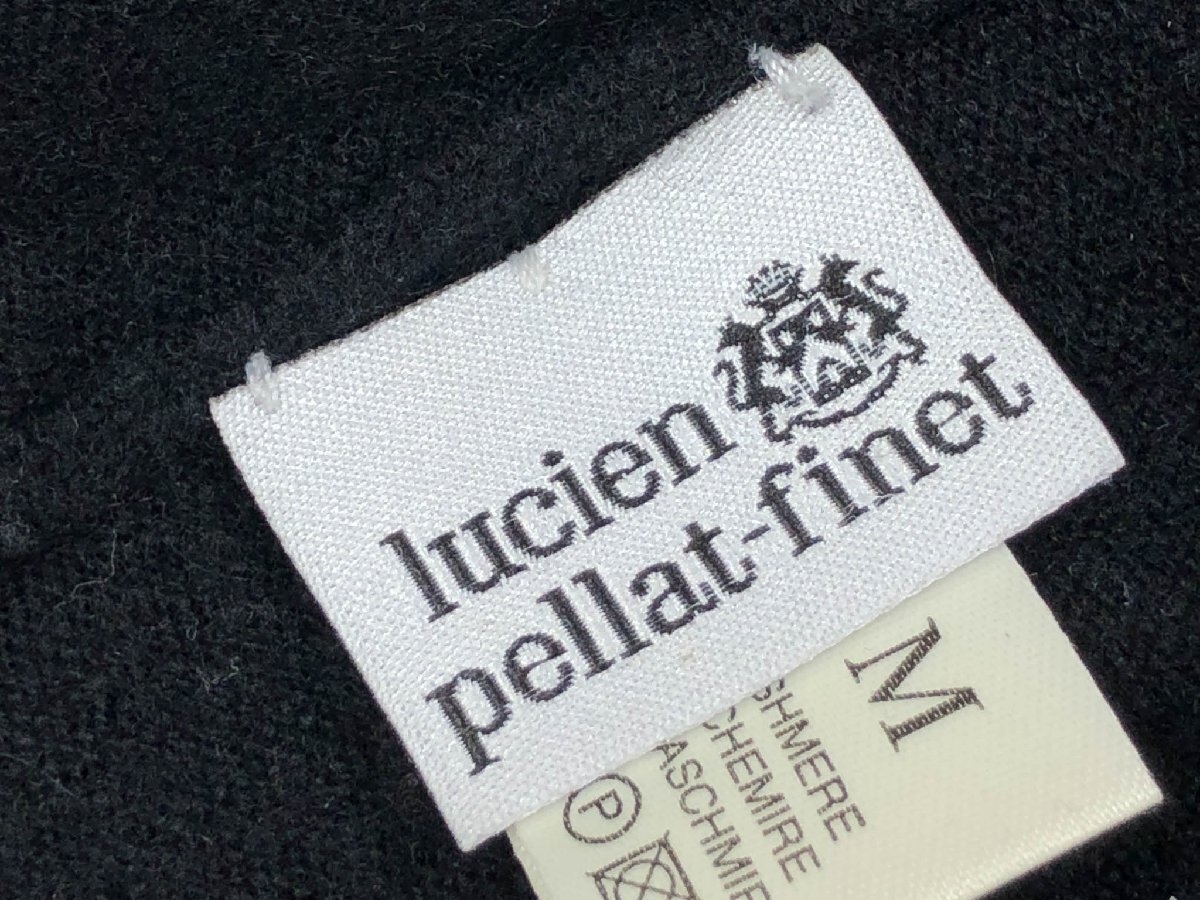 lucien
pellat-finet
M
SHMERE
CHEMIRE
ASCHMIR
P